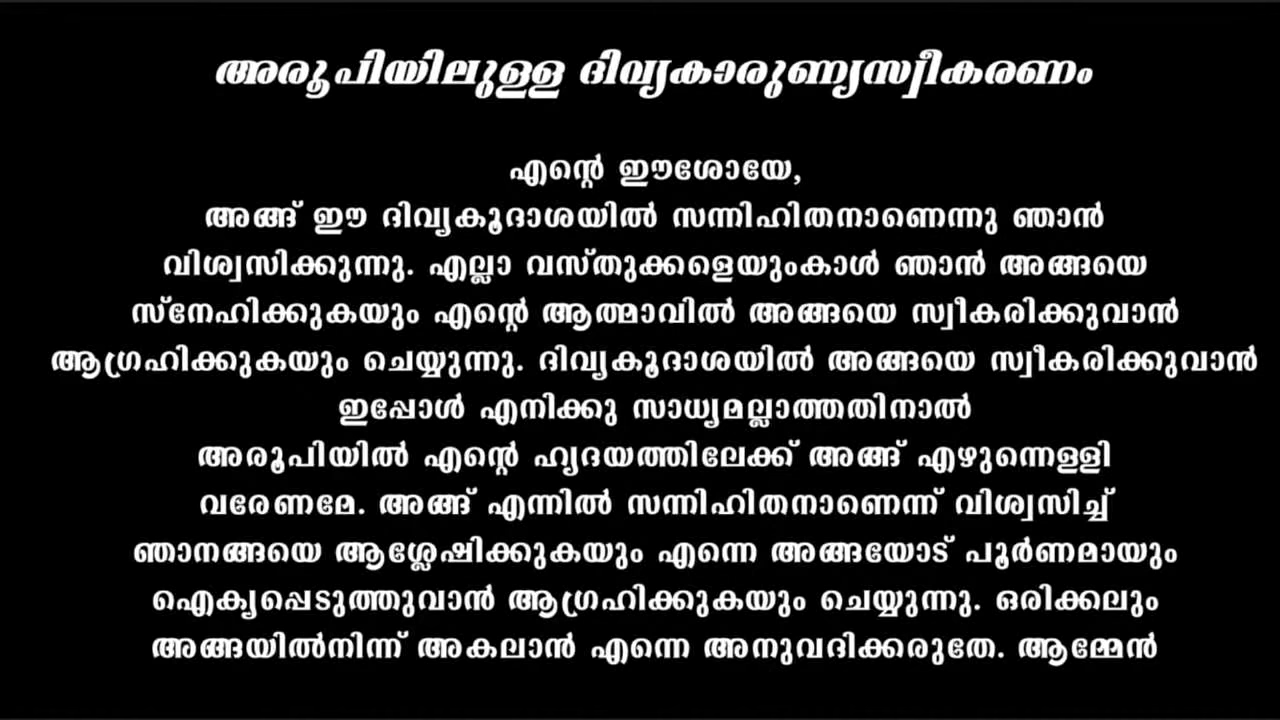 അരൂപിയിലുള്ള ദിവ്യകാരുണ്യസ്വീകരണം
എന്റെ ഈശോയേ,
അങ്ങ് ഈ ദിവ്യകൂദാശയിൽ സന്നിഹിതനാണെന്നു ഞാൻ
വിശ്വസിക്കുന്നു. എല്ലാ വസ്തുക്കളെയുംകാൾ ഞാൻ അങ്ങയെ
സ്നേഹിക്കുകയും എന്റെ ആത്മാവിൽ അങ്ങയെ സ്വീകരിക്കുവാൻ
ആഗ്രഹിക്കുകയും ചെയ്യുന്നു. ദിവ്യകൂദാശയിൽ അങ്ങയെ സ്വീകരിക്കുവാൻ
ഇപ്പോൾ എനിക്കു സാധ്യമല്ലാത്തതിനാൽ
അരൂപിയിൽ എന്റെ ഹൃദയത്തിലേക്ക് അങ്ങ് എഴുന്നെള്ളി
വരേണമേ. അങ്ങ് എന്നിൽ സന്നിഹിതനാണെന്ന് വിശ്വസിച്ച്
ഞാനങ്ങയെ ആശ്ലേഷിക്കുകയും എന്നെ അങ്ങയോട് പൂർണമായും
ഐക്യപ്പെടുത്തുവാൻ ആഗ്രഹിക്കുകയും ചെയ്യുന്നു. ഒരിക്കലും
അങ്ങയിൽനിന്ന് അകലാൻ എന്നെ അനുവദിക്കരുതേ. ആമ്മേൻ